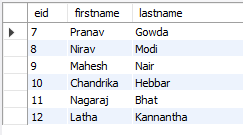 eid firstname lastname
7 Pranav Gowda
8 Nirav Modi
9 Mahesh Nair
10 Chandrika Hebbar
11 Nagaraj Bhat
12 Latha Kannantha